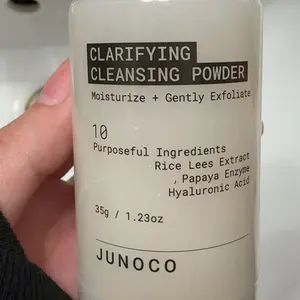 CLARIFYING
CLEANSING POWDER
Moisturize + Gently Exfoliate
10
Purposeful Ingredients
Rice Lees Extract
, Papaya Enzyme
Hyaluronic Acid
35g / 1.23oz
JUNOCO